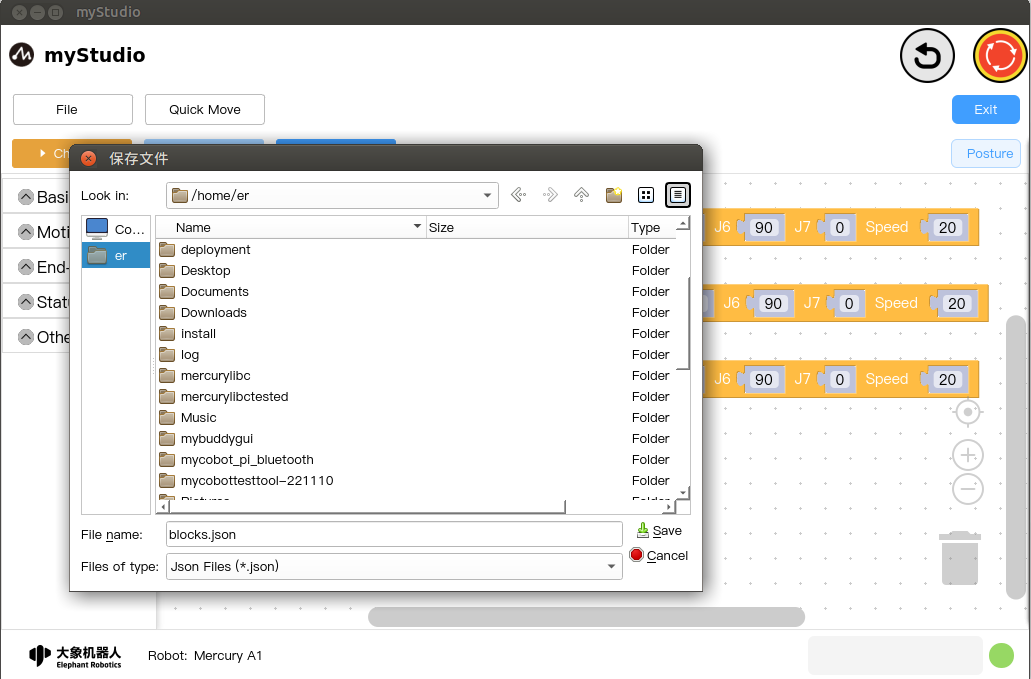 myStudio
myStudio
File
Quick Move
Exit
Ch
Posture
保存文件
Look in:
/home/er
Co...
er
Name
Size
Type
deployment
Folder
Desktop
Folder
Documents
Folder
Downloads
Folder
install
Folder
log
Folder
mercurylibc
Folder
mercurylibctested
Folder
Music
Folder
mybuddygui
Folder
mycobot_pi_bluetooth
Folder
mycobottesttool-221110
Folder
Pictures
Folder
File name:
blocks.json
Save
Files of type:
Json Files (*.json)
Cancel
Basi
Moti
End-
Statu
Othe
J6 90 J7 0 Speed 20
J6 90 J7 0 Speed 20
J6 90 J7 0 Speed 20
大象机器人
Elephant Robotics
Robot: Mercury A1